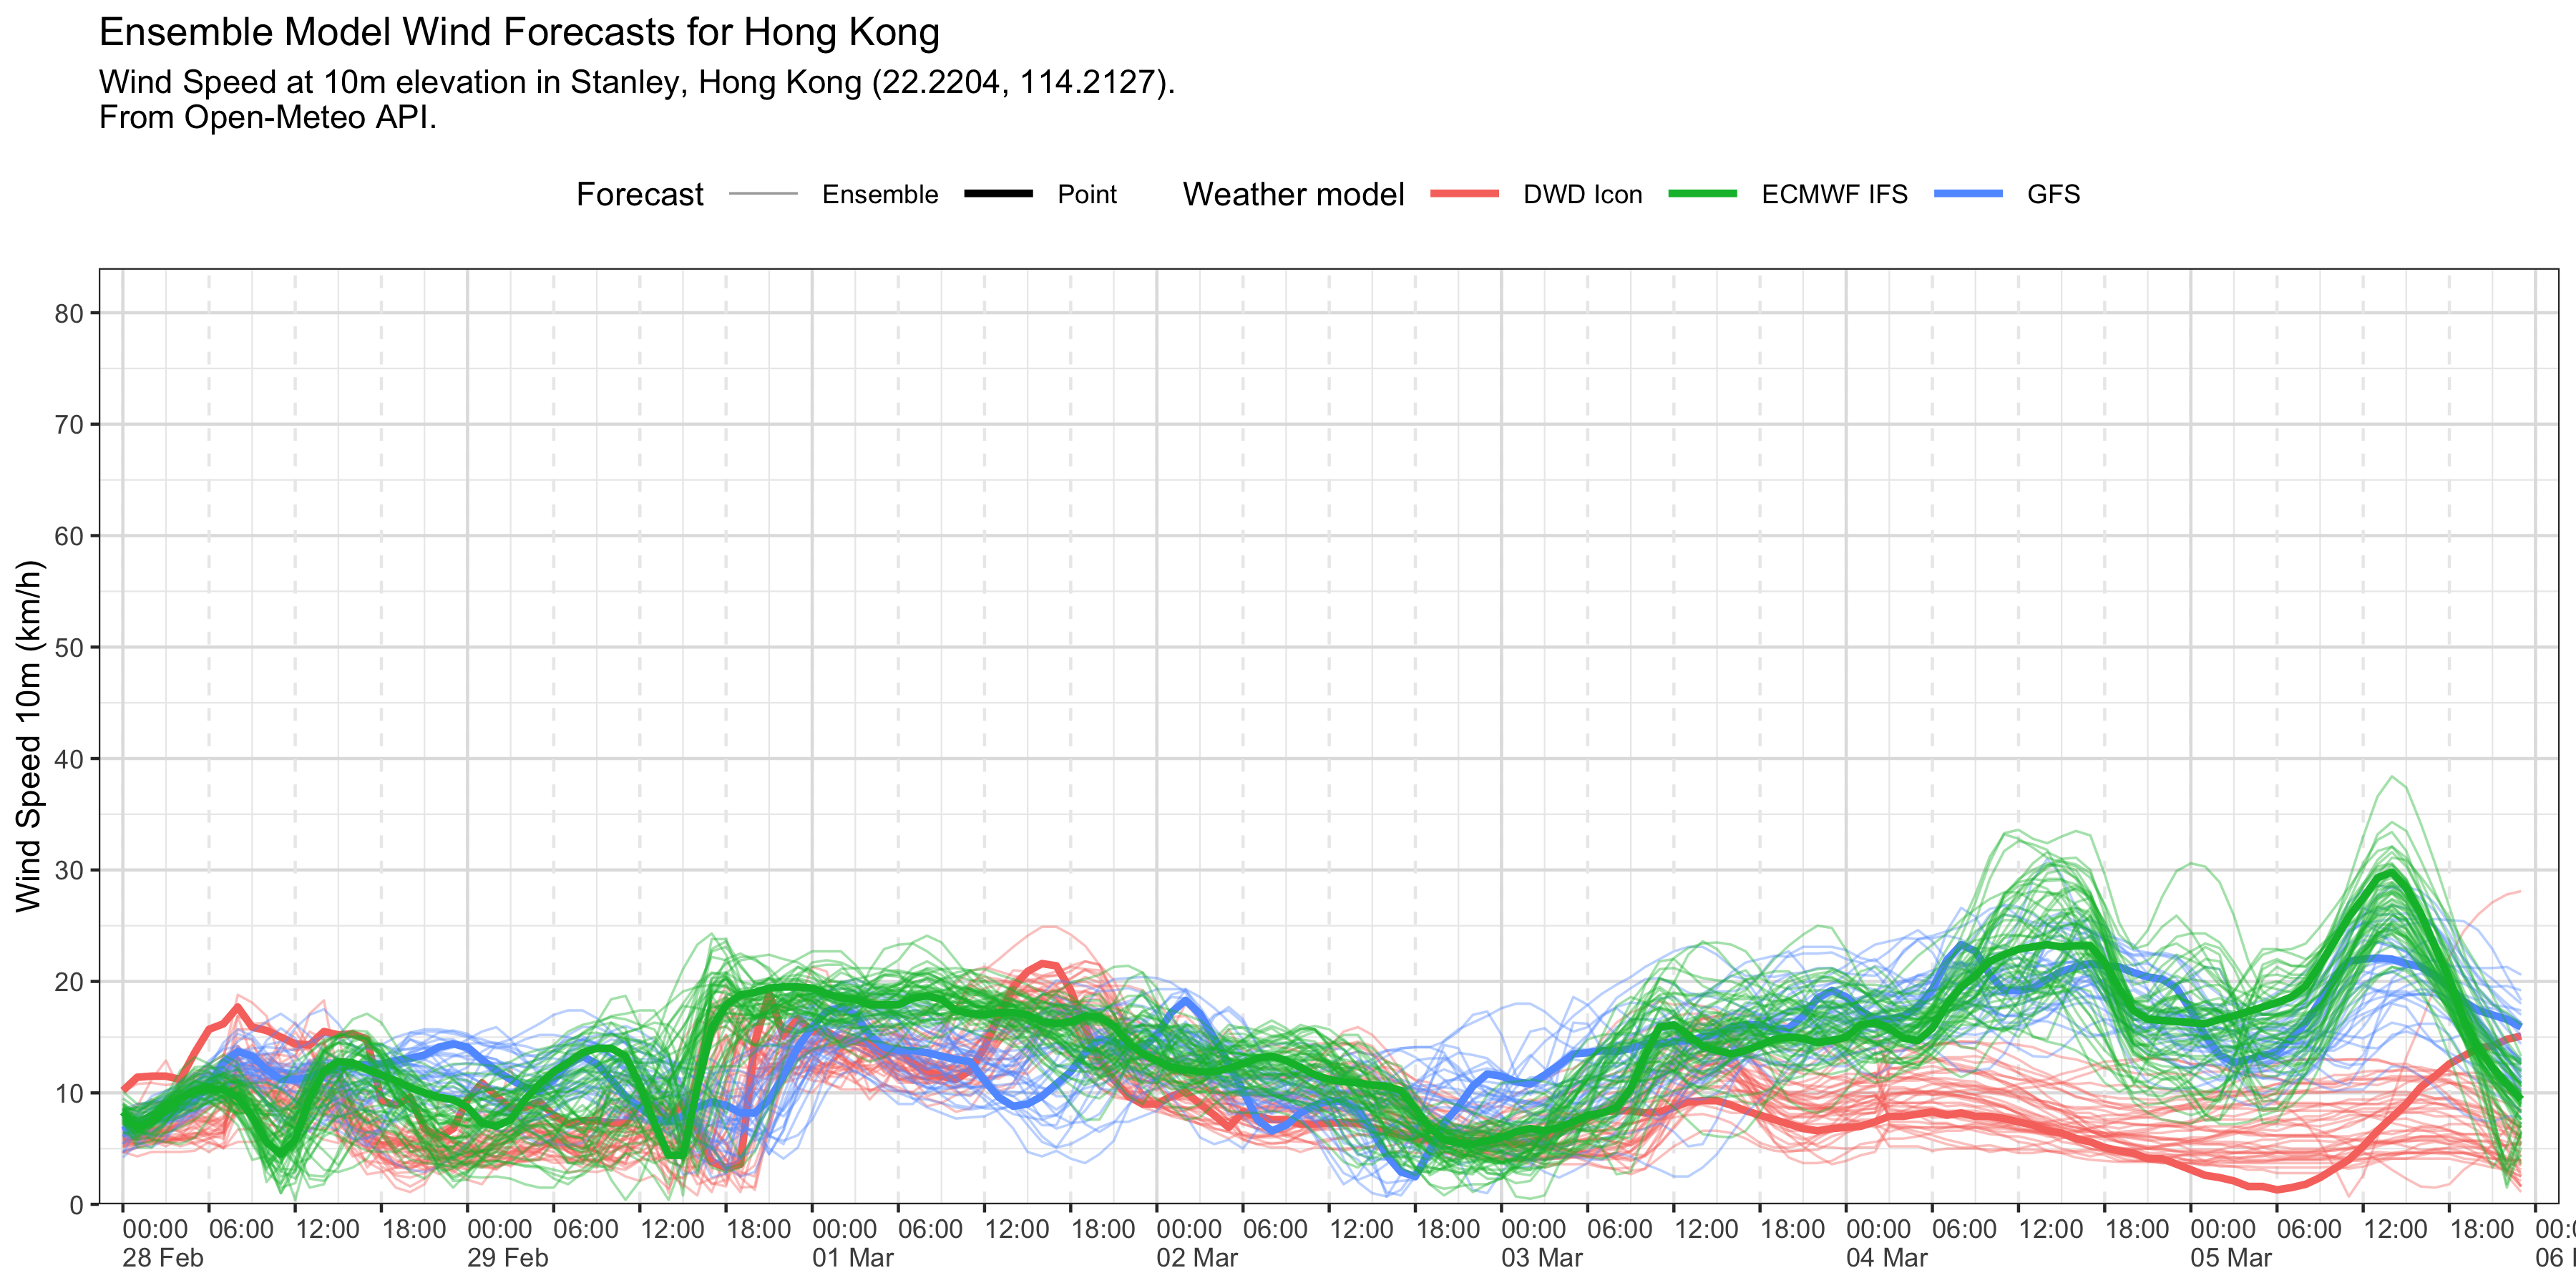 Ensemble Model Wind Forecasts for Hong Kong
Wind Speed at 10m elevation in Stanley, Hong Kong (22.2204, 114.2127).
From Open-Meteo API.
Forecast Ensemble Point Weather model DWD Icon ECMWF IFS GFS
Wind Speed 10m (km/h)
80
70
60
50
40
30
20
10
0
00:00 06:00 12:00 18:00 00:00 06:00 12:00 18:00 00:00 06:00 12:00 18:00 00:00 06:00 12:00 18:00 00:00 06:00 12:00 18:00 00:00 06:00 12:00 18:00 00:00 06:00 12:00 18:00
28 Feb 29 Feb 01 Mar 02 Mar 03 Mar 04 Mar 05 Mar